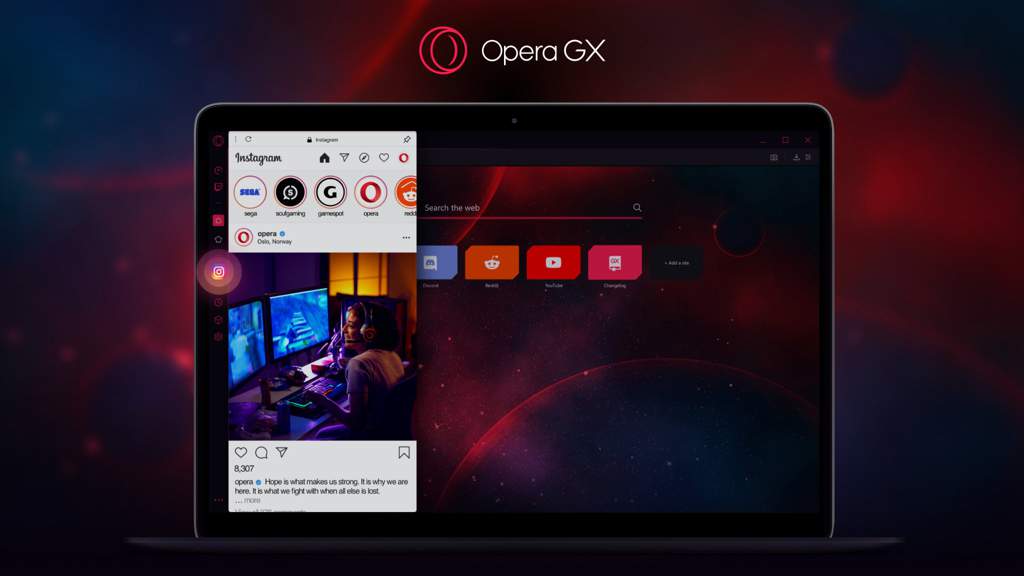 Opera GX
Instagram
Instagram
SEGA
G
sega
scufgaming
gamespot
opera
redd
opera
Oslo, Norway
8,307
opera Hope is what makes us strong. It is why we are
here. It is what we fight with when all else is lost.
... more
Search the web
GX
Discord
Reddit
YouTube
Changelog
+ Add a site